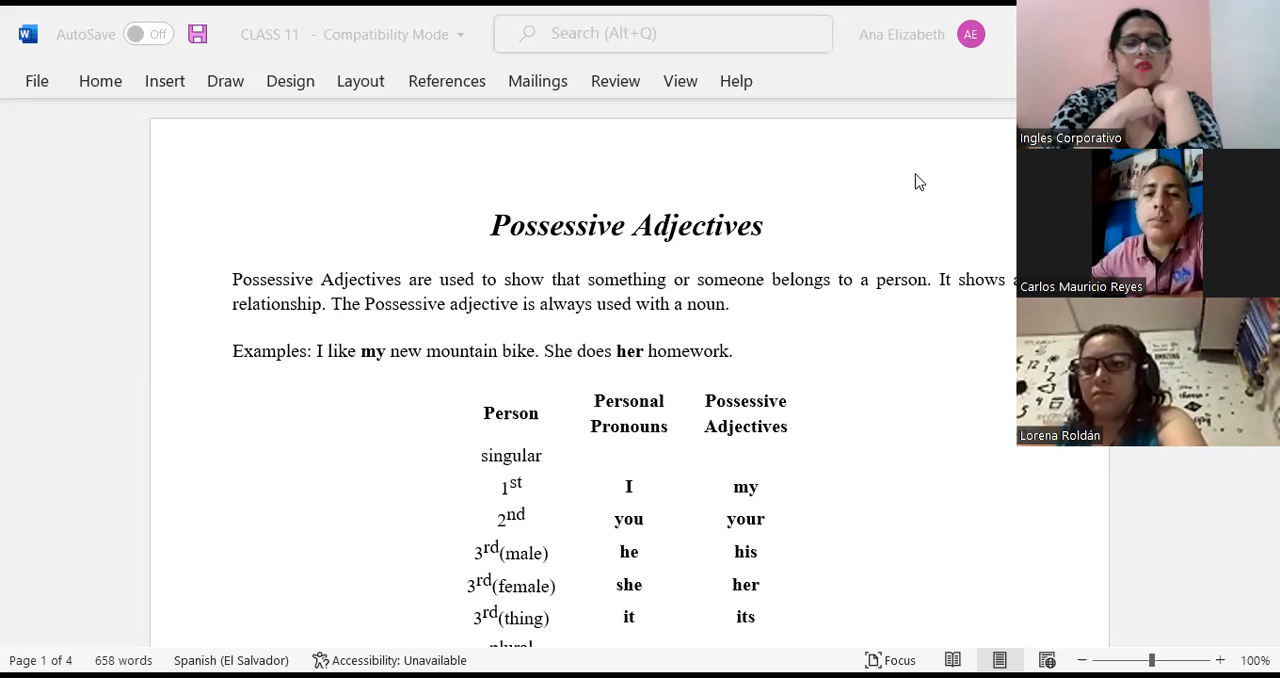 AutoSave Off CLASS 11 - Compatibility Mode Search (Alt+Q) Ana Elizabeth AE
File Home Insert Draw Design Layout References Mailings Review View Help
Ingles Corporativo
Carlos Mauricio Reyes
Lorena Roldán
Possessive Adjectives
Possessive Adjectives are used to show that something or someone belongs to a person. It shows a
relationship. The Possessive adjective is always used with a noun.
Examples: I like my new mountain bike. She does her homework.
Person Personal Pronouns Possessive Adjectives
singular
1st I my
2nd you your
3rd(male) he his
3rd(female) she her
3rd(thing) it its
plural
Page 1 of 4 658 words Spanish (El Salvador) Accessibility: Unavailable Focus 100%